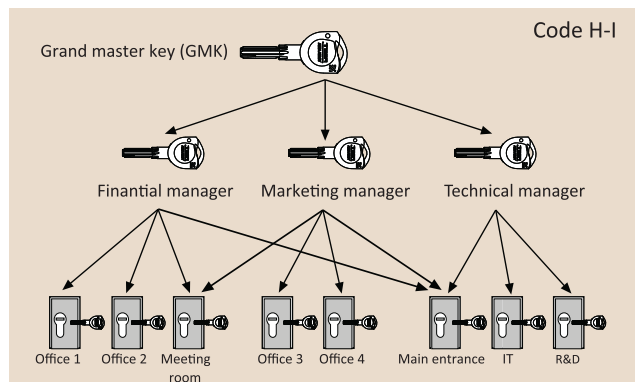 Code H-I
Grand master key (GMK)
Finantial manager
Marketing manager
Technical manager
Office 1
Office 2
Meeting
room
Office 3
Office 4
Main entrance
IT
R&D